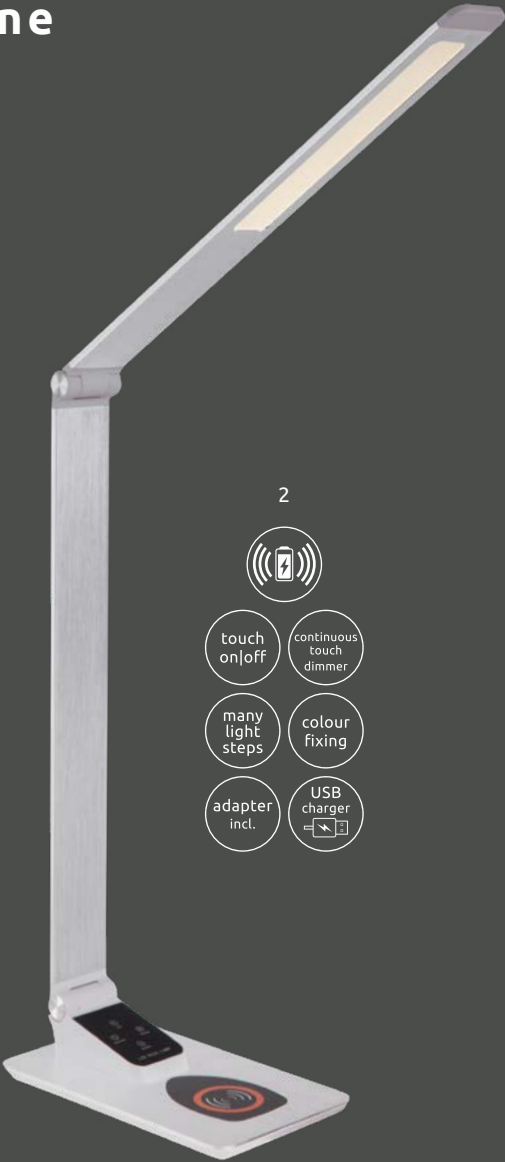 ne
2
touch
on|off
continuous
touch
dimmer
many
light
steps
colour
fixing
adapter
incl.
USB
charger